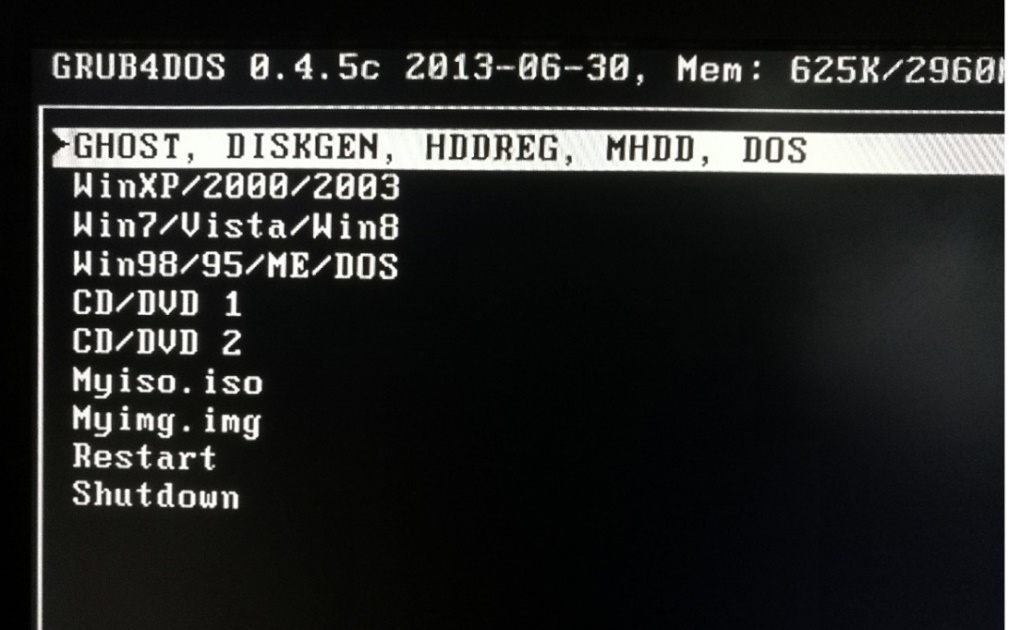 GRUB4DOS 0.4.5c 2013-06-30, Mem: 625K/2960M
GHOST, DISKGEN, HDDREG, MHDD, DOS
WinXP/2000/2003
Win7/Vista/Win8
Win98/95/ME/DOS
CD/DVD 1
CD/DVD 2
Myiso.iso
Myimg.img
Restart
Shutdown